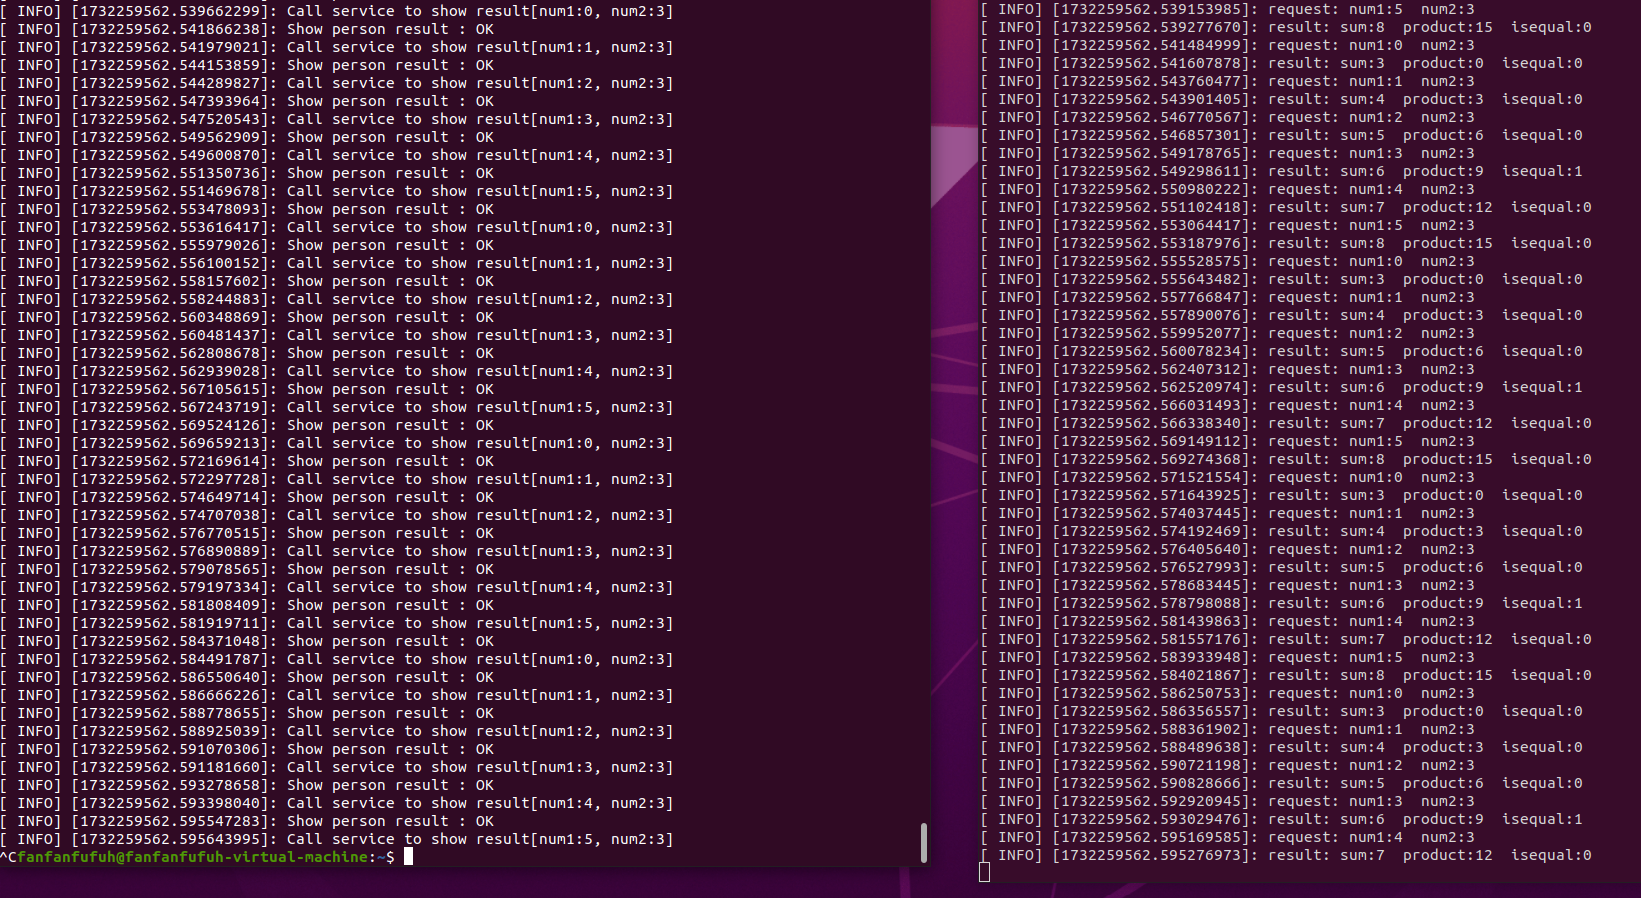 [ INFO] [1732259562.539662299]: Call service to show result[num1:0, num2:3]
[ INFO] [1732259562.541866238]: Show person result : OK
[ INFO] [1732259562.541979021]: Call service to show result[num1:1, num2:3]
[ INFO] [1732259562.544153859]: Show person result : OK
[ INFO] [1732259562.544289827]: Call service to show result[num1:2, num2:3]
[ INFO] [1732259562.547393964]: Show person result : OK
[ INFO] [1732259562.547520543]: Call service to show result[num1:3, num2:3]
[ INFO] [1732259562.549562909]: Show person result : OK
[ INFO] [1732259562.549600870]: Call service to show result[num1:4, num2:3]
[ INFO] [1732259562.551350736]: Show person result : OK
[ INFO] [1732259562.551469678]: Call service to show result[num1:5, num2:3]
[ INFO] [1732259562.553478093]: Show person result : OK
[ INFO] [1732259562.553616417]: Call service to show result[num1:0, num2:3]
[ INFO] [1732259562.555979026]: Show person result : OK
[ INFO] [1732259562.556100152]: Call service to show result[num1:1, num2:3]
[ INFO] [1732259562.558157602]: Show person result : OK
[ INFO] [1732259562.558244883]: Call service to show result[num1:2, num2:3]
[ INFO] [1732259562.560348869]: Show person result : OK
[ INFO] [1732259562.560481437]: Call service to show result[num1:3, num2:3]
[ INFO] [1732259562.562808678]: Show person result : OK
[ INFO] [1732259562.562939028]: Call service to show result[num1:4, num2:3]
[ INFO] [1732259562.567105615]: Show person result : OK
[ INFO] [1732259562.567243719]: Call service to show result[num1:5, num2:3]
[ INFO] [1732259562.569524126]: Show person result : OK
[ INFO] [1732259562.569659213]: Call service to show result[num1:0, num2:3]
[ INFO] [1732259562.572169614]: Show person result : OK
[ INFO] [1732259562.572297728]: Call service to show result[num1:1, num2:3]
[ INFO] [1732259562.574649714]: Show person result : OK
[ INFO] [1732259562.574707038]: Call service to show result[num1:2, num2:3]
[ INFO] [1732259562.576770515]: Show person result : OK
[ INFO] [1732259562.576890889]: Call service to show result[num1:3, num2:3]
[ INFO] [1732259562.579078565]: Show person result : OK
[ INFO] [1732259562.579197334]: Call service to show result[num1:4, num2:3]
[ INFO] [1732259562.581808409]: Show person result : OK
[ INFO] [1732259562.581919711]: Call service to show result[num1:5, num2:3]
[ INFO] [1732259562.584371048]: Show person result : OK
[ INFO] [1732259562.584491787]: Call service to show result[num1:0, num2:3]
[ INFO] [1732259562.586550640]: Show person result : OK
[ INFO] [1732259562.586666226]: Call service to show result[num1:1, num2:3]
[ INFO] [1732259562.588778655]: Show person result : OK
[ INFO] [1732259562.588925039]: Call service to show result[num1:2, num2:3]
[ INFO] [1732259562.591070306]: Show person result : OK
[ INFO] [1732259562.591181660]: Call service to show result[num1:3, num2:3]
[ INFO] [1732259562.593278658]: Show person result : OK
[ INFO] [1732259562.593398040]: Call service to show result[num1:4, num2:3]
[ INFO] [1732259562.595547283]: Show person result : OK
[ INFO] [1732259562.595643995]: Call service to show result[num1:5, num2:3]
^Cfanfanfufuh@fanfanfufuh-virtual-machine:~$
[ INFO] [1732259562.539153985]: request: num1:5  num2:3
[ INFO] [1732259562.539277670]: result: sum:8  product:15  isequal:0
[ INFO] [1732259562.541484999]: request: num1:0  num2:3
[ INFO] [1732259562.541607878]: result: sum:3  product:0  isequal:0
[ INFO] [1732259562.543760477]: request: num1:1  num2:3
[ INFO] [1732259562.543901405]: result: sum:4  product:3  isequal:0
[ INFO] [1732259562.546770567]: request: num1:2  num2:3
[ INFO] [1732259562.546857301]: result: sum:5  product:6  isequal:0
[ INFO] [1732259562.549178765]: request: num1:3  num2:3
[ INFO] [1732259562.549298611]: result: sum:6  product:9  isequal:1
[ INFO] [1732259562.550980222]: request: num1:4  num2:3
[ INFO] [1732259562.551102418]: result: sum:7  product:12  isequal:0
[ INFO] [1732259562.553064417]: request: num1:5  num2:3
[ INFO] [1732259562.553187976]: result: sum:8  product:15  isequal:0
[ INFO] [1732259562.555528575]: request: num1:0  num2:3
[ INFO] [1732259562.555643482]: result: sum:3  product:0  isequal:0
[ INFO] [1732259562.557766847]: request: num1:1  num2:3
[ INFO] [1732259562.557890076]: result: sum:4  product:3  isequal:0
[ INFO] [1732259562.559952077]: request: num1:2  num2:3
[ INFO] [1732259562.560078234]: result: sum:5  product:6  isequal:0
[ INFO] [1732259562.562407312]: request: num1:3  num2:3
[ INFO] [1732259562.562520974]: result: sum:6  product:9  isequal:1
[ INFO] [1732259562.566031493]: request: num1:4  num2:3
[ INFO] [1732259562.566338340]: result: sum:7  product:12  isequal:0
[ INFO] [1732259562.569149112]: request: num1:5  num2:3
[ INFO] [1732259562.569274368]: result: sum:8  product:15  isequal:0
[ INFO] [1732259562.571521554]: request: num1:0  num2:3
[ INFO] [1732259562.571643925]: result: sum:3  product:0  isequal:0
[ INFO] [1732259562.574037445]: request: num1:1  num2:3
[ INFO] [1732259562.574192469]: result: sum:4  product:3  isequal:0
[ INFO] [1732259562.576405640]: request: num1:2  num2:3
[ INFO] [1732259562.576527993]: result: sum:5  product:6  isequal:0
[ INFO] [1732259562.578683445]: request: num1:3  num2:3
[ INFO] [1732259562.578798088]: result: sum:6  product:9  isequal:1
[ INFO] [1732259562.581439863]: request: num1:4  num2:3
[ INFO] [1732259562.581557176]: result: sum:7  product:12  isequal:0
[ INFO] [1732259562.583933948]: request: num1:5  num2:3
[ INFO] [1732259562.584021867]: result: sum:8  product:15  isequal:0
[ INFO] [1732259562.586250753]: request: num1:0  num2:3
[ INFO] [1732259562.586356557]: result: sum:3  product:0  isequal:0
[ INFO] [1732259562.588361902]: request: num1:1  num2:3
[ INFO] [1732259562.588489638]: result: sum:4  product:3  isequal:0
[ INFO] [1732259562.590721198]: request: num1:2  num2:3
[ INFO] [1732259562.590828666]: result: sum:5  product:6  isequal:0
[ INFO] [1732259562.592920945]: request: num1:3  num2:3
[ INFO] [1732259562.593029476]: result: sum:6  product:9  isequal:1
[ INFO] [1732259562.595169585]: request: num1:4  num2:3
[ INFO] [1732259562.595276973]: result: sum:7  product:12  isequal:0